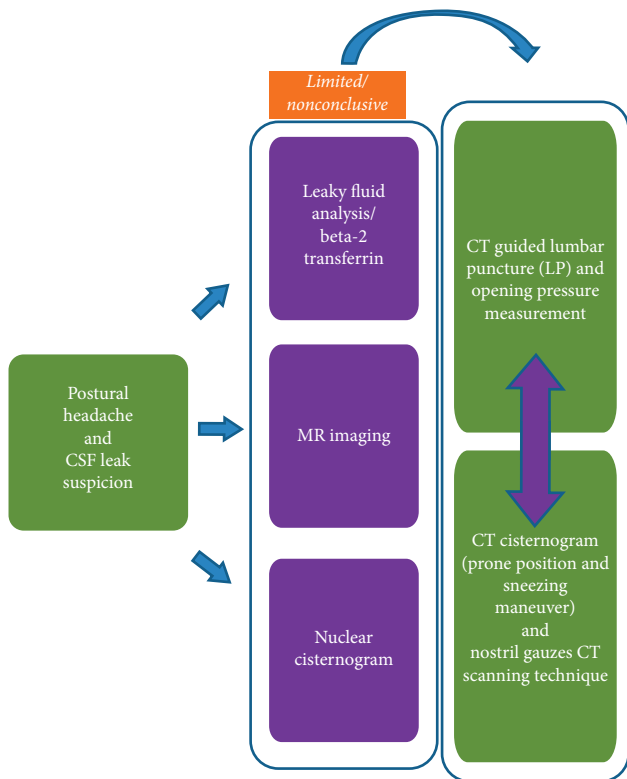 Limited/
nonconclusive
Leaky fluid
analysis/
beta-2
transferrin
CT guided lumbar
puncture (LP) and
opening pressure
measurement
Postural
headache
and
CSF leak
suspicion
MR imaging
CT cisternogram
(prone position and
sneezing
maneuver)
and
nostril gauzes CT
scanning technique
Nuclear
cisternogram